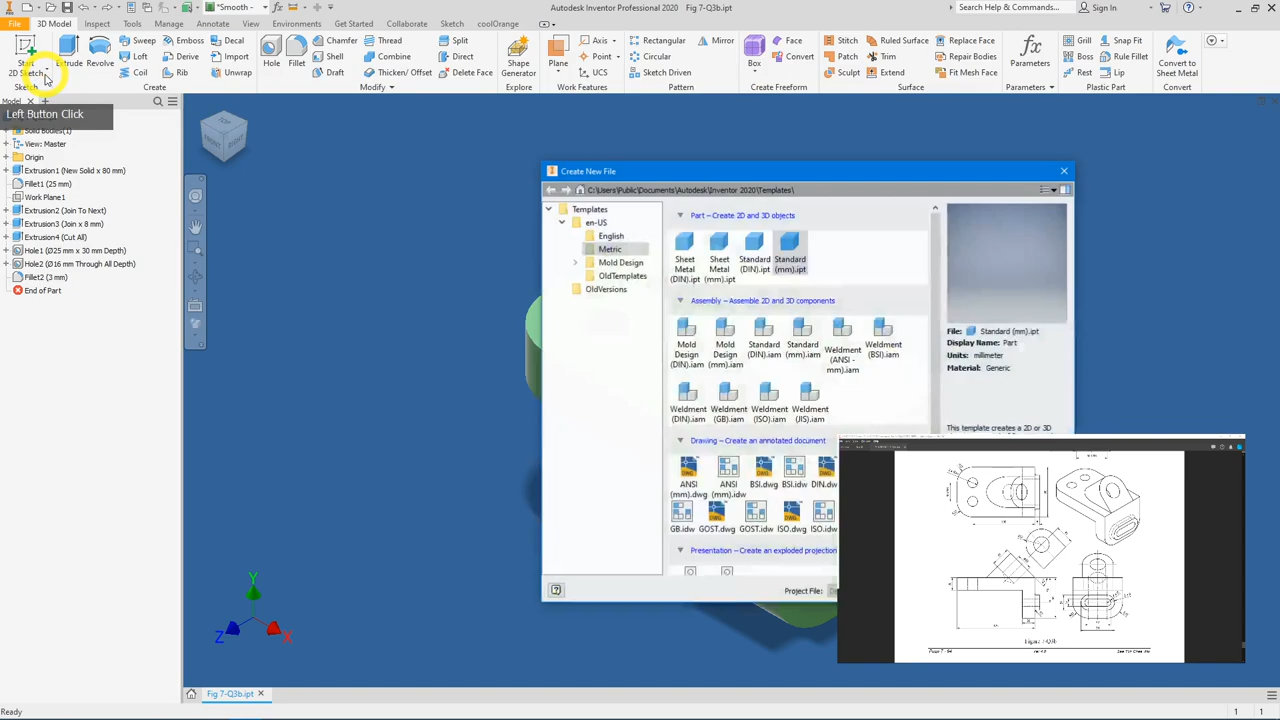 *Smooth
Autodesk Inventor Professional 2020 Fig 7-Q3b.ipt
Search Help & Commands...
Sign In
File 3D Model Inspect Tools Manage Annotate View Environments Get Started Collaborate Sketch coolOrange
Start 2D Sketch
Extrude Revolve
Sweep Emboss Decal
Loft Derive Import
Coil Rib Unwrap
Hole Fillet
Chamfer Thread Split
Shell Combine Direct
Draft Thicken/ Offset Delete Face
Shape Generator
Plane
Axis
Point
UCS
Rectangular Mirror
Circular
Sketch Driven
Box
Face
Convert
Stitch Ruled Surface Replace Face
Patch Trim Repair Bodies
Sculpt Extend Fit Mesh Face
Parameters
Grill Snap Fit
Boss Rule Fillet
Rest Lip
Convert to Sheet Metal
Sketch Create Modify Explore Work Features Pattern Create Freeform Surface Parameters Plastic Part Convert
Model
Left Button Click
Solid Bodies(1)
View: Master
Origin
Extrusion1 (New Solid x 80 mm)
Fillet1 (25 mm)
Work Plane1
Extrusion2 (Join To Next)
Extrusion3 (Join x 8 mm)
Extrusion4 (Cut All)
Hole1 (Ø25 mm x 30 mm Depth)
Hole2 (Ø16 mm Through All Depth)
Fillet2 (3 mm)
End of Part
TOP
FRONT
RIGHT
Y
Z
X
Create New File
C:\Users\Public\Documents\Autodesk\Inventor 2020\Templates\
Templates
en-US
English
Metric
Mold Design
OldTemplates
OldVersions
Part – Create 2D and 3D objects
Sheet Metal (DIN).ipt
Sheet Metal (mm).ipt
Standard (DIN).ipt
Standard (mm).ipt
Assembly – Assemble 2D and 3D components
Mold Design (DIN).iam
Mold Design (mm).iam
Standard (DIN).iam
Standard (mm).iam
Weldment (ANSI - mm).iam
Weldment (BSI).iam
Weldment (DIN).iam
Weldment (GB).iam
Weldment (ISO).iam
Weldment (JIS).iam
Drawing – Create an annotated document
ANSI (mm).dwg
ANSI (mm).idw
BSI.dwg
BSI.idw
DIN.dwg
GB.idw
GOST.dwg
GOST.idw
ISO.dwg
ISO.idw
Presentation – Create an exploded projection
File: Standard (mm).ipt
Display Name: Part
Units: millimeter
Material: Generic
This template creates a 2D or 3D
Project File:
Figure 7-Q3b
Fig 7-Q3b.ipt
Ready
1 1